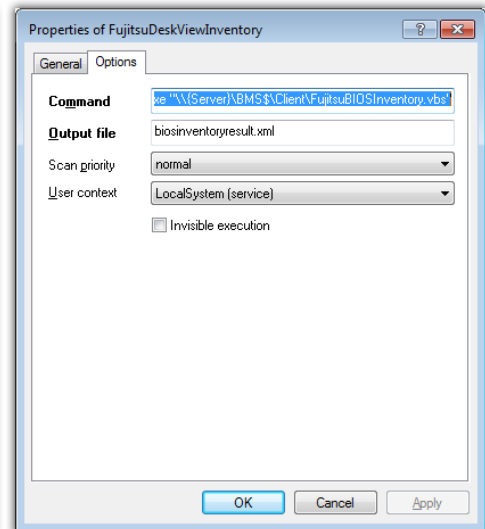 Properties of FujitsuDeskViewInventory
?
General
Options
Command
xe "\\{Server}\BMS$\Client\FujitsuBIOSInventory.vbs"
Output file
biosinventoryresult.xml
Scan priority
normal
User context
LocalSystem (service)
Invisible execution
OK
Cancel
Apply